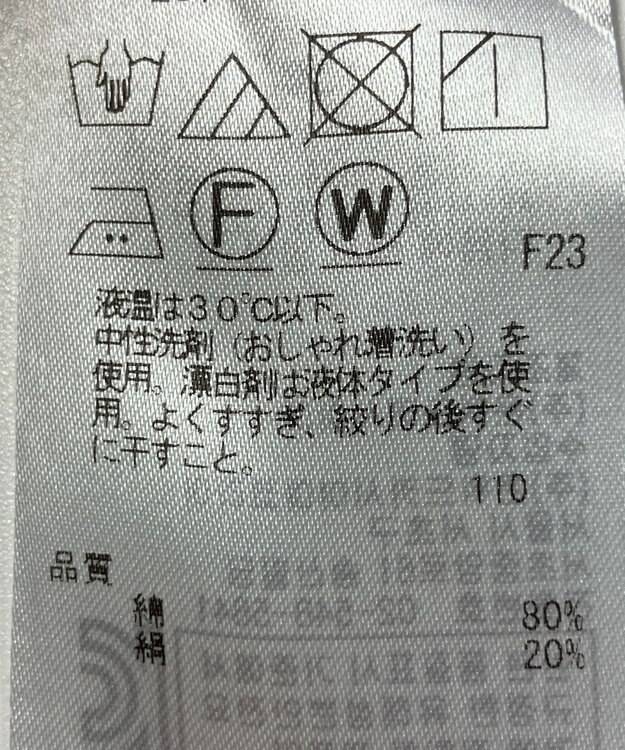 F
W
F23
液温は30℃以下。
中性洗剤（おしゃれ着洗い）を
使用。漂白剤は液体タイプを使
用。よくすすぎ、絞りの後すぐ
に干すこと。
110
品質
綿 80%
絹 20%